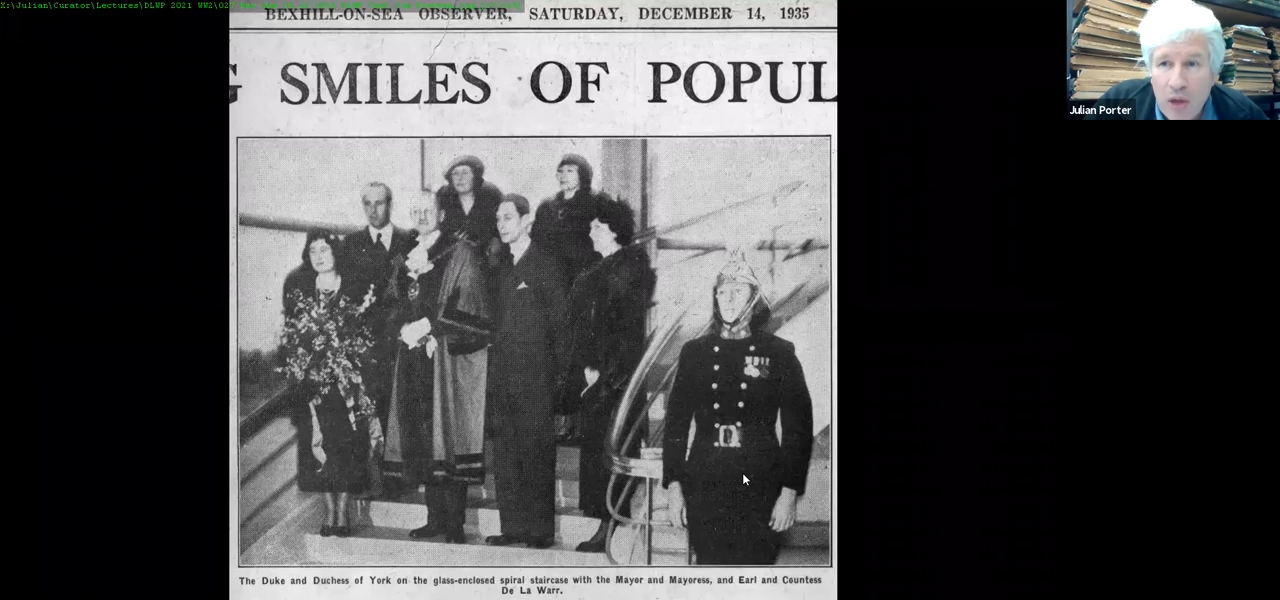 BEXHILL-ON-SEA OBSERVER, SATURDAY, DECEMBER 14, 1935
G SMILES OF POPUL
Julian Porter
The Duke and Duchess of York on the glass-enclosed spiral staircase with the Mayor and Mayoress, and Earl and Countess
De La Warr.